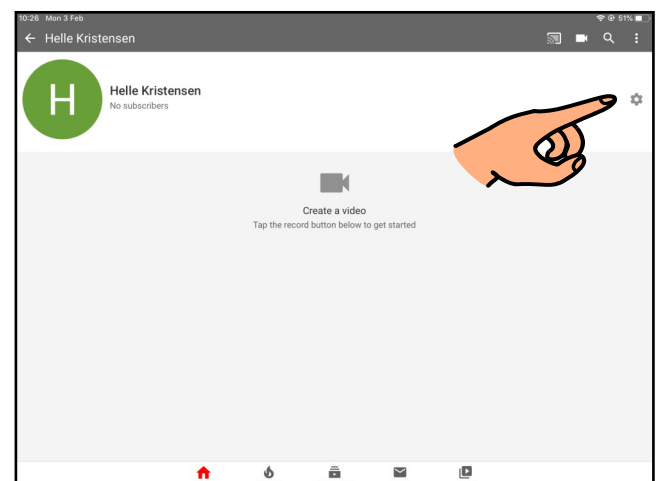 10:26 Mon 3 Feb 51%
Helle Kristensen
H
Helle Kristensen
No subscribers
Create a video
Tap the record button below to get started